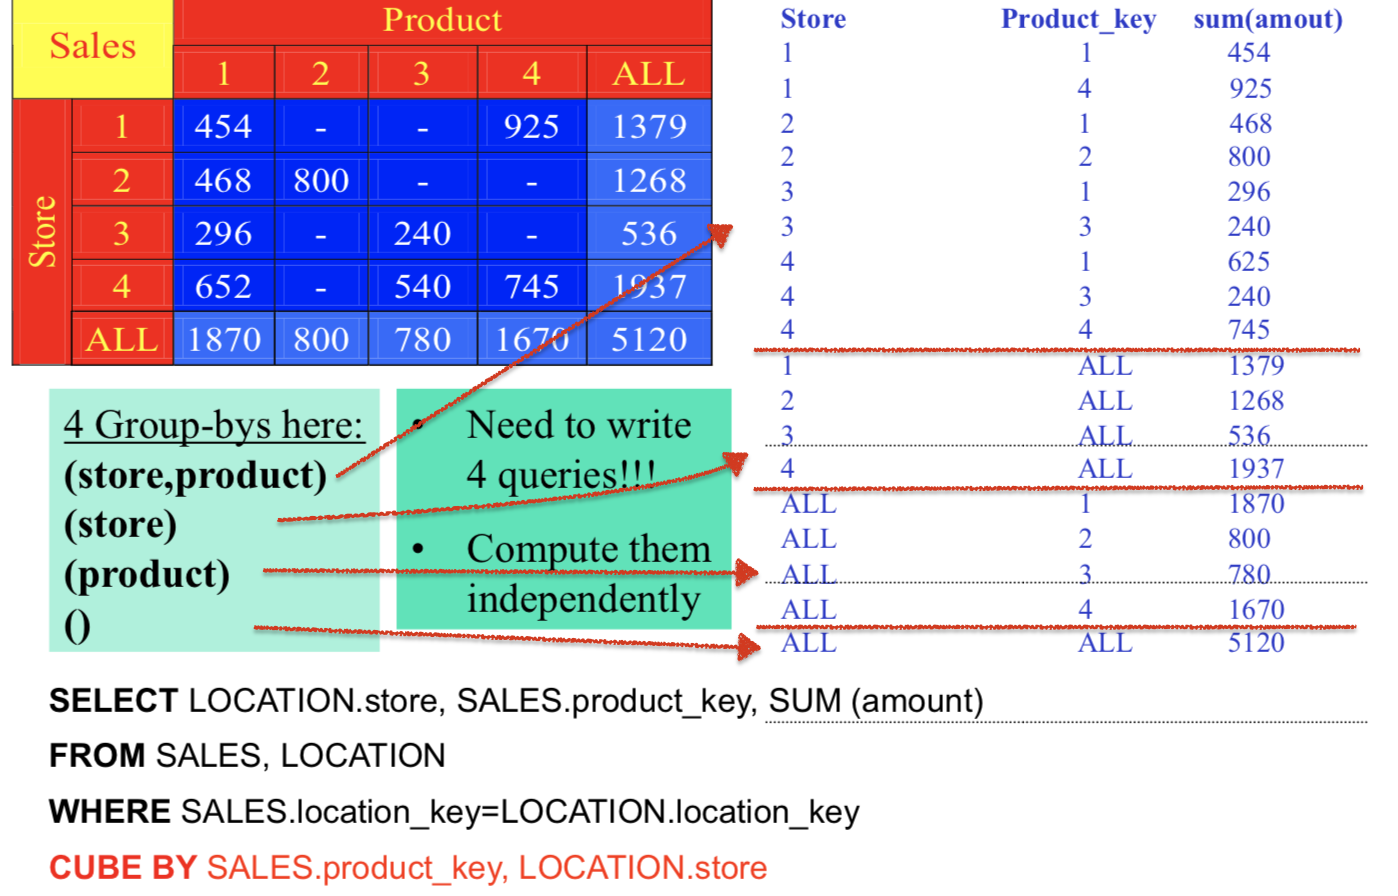 Sales
Product
1 2 3 4 ALL
Store
1 454 - - 925 1379
2 468 800 - - 1268
3 296 - 240 - 536
4 652 - 540 745 1937
ALL 1870 800 780 1670 5120
Store Product_key sum(amout)
1 1 454
1 4 925
2 1 468
2 2 800
3 1 296
3 3 240
4 1 625
4 3 240
4 4 745
1 ALL 1379
2 ALL 1268
3 ALL 536
4 ALL 1937
ALL 1 1870
ALL 2 800
ALL 3 780
ALL 4 1670
ALL ALL 5120
4 Group-bys here:
(store,product)
(store)
(product)
()
• Need to write
4 queries!!!
• Compute them
independently
SELECT LOCATION.store, SALES.product_key, SUM (amount)
FROM SALES, LOCATION
WHERE SALES.location_key=LOCATION.location_key
CUBE BY SALES.product_key, LOCATION.store